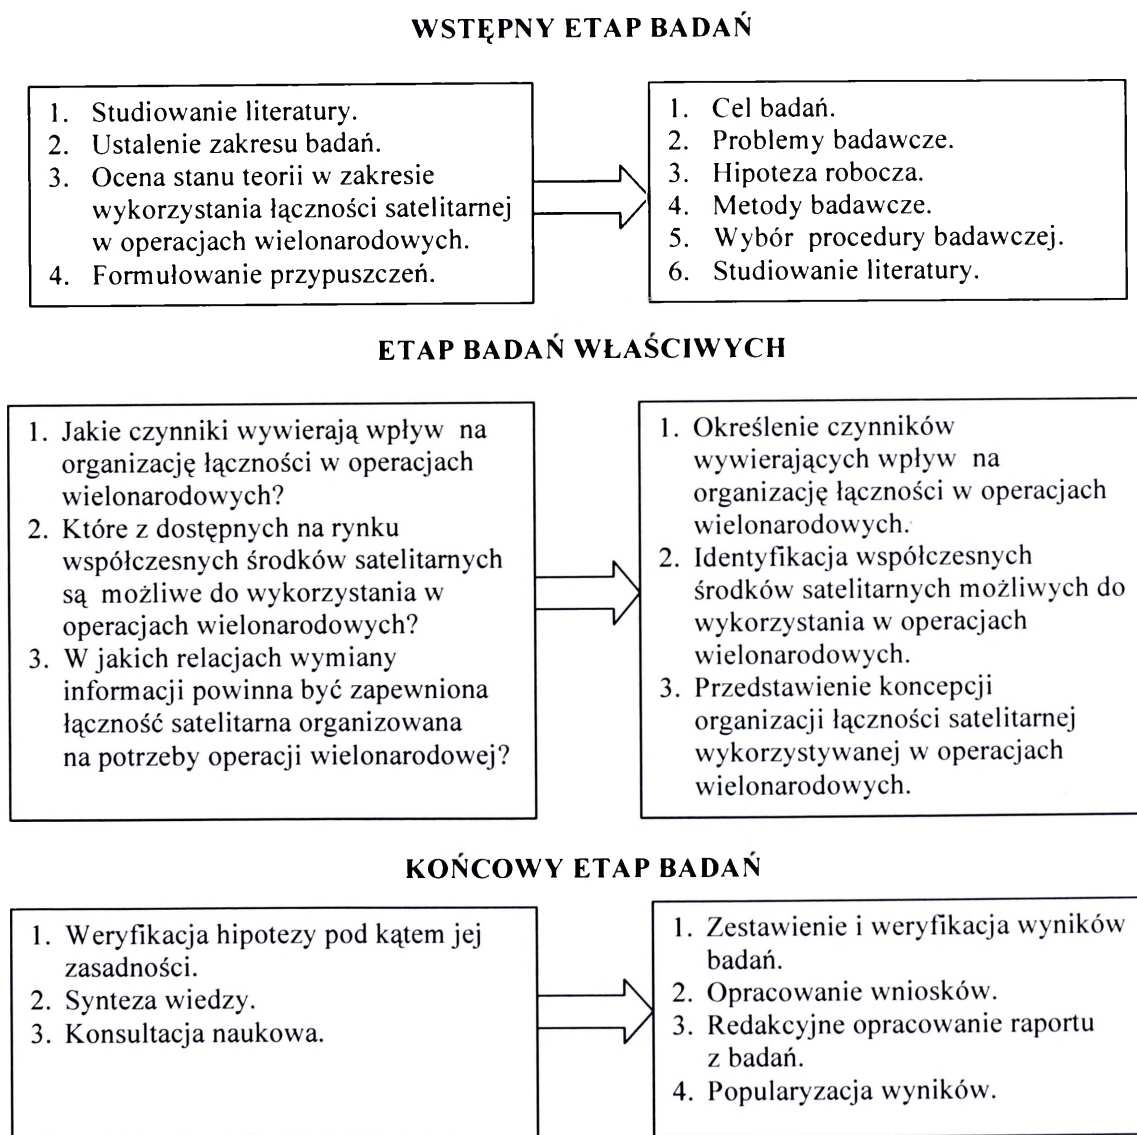 WSTĘPNY ETAP BADAŃ
1. Studiowanie literatury.
2. Ustalenie zakresu badań.
3. Ocena stanu teorii w zakresie
wykorzystania łączności satelitarnej
w operacjach wielonarodowych.
4. Formułowanie przypuszczeń.
1. Cel badań.
2. Problemy badawcze.
3. Hipoteza robocza.
4. Metody badawcze.
5. Wybór procedury badawczej.
6. Studiowanie literatury.
ETAP BADAŃ WŁAŚCIWYCH
1. Jakie czynniki wywierają wpływ na
organizację łączności w operacjach
wielonarodowych?
2. Które z dostępnych na rynku
współczesnych środków satelitarnych
są możliwe do wykorzystania w
operacjach wielonarodowych?
3. W jakich relacjach wymiany
informacji powinna być zapewniona
łączność satelitarna organizowana
na potrzeby operacji wielonarodowej?
1. Określenie czynników
wywierających wpływ na
organizację łączności w operacjach
wielonarodowych.
2. Identyfikacja współczesnych
środków satelitarnych możliwych do
wykorzystania w operacjach
wielonarodowych.
3. Przedstawienie koncepcji
organizacji łączności satelitarnej
wykorzystywanej w operacjach
wielonarodowych.
KOŃCOWY ETAP BADAŃ
1. Weryfikacja hipotezy pod kątem jej
zasadności.
2. Synteza wiedzy.
3. Konsultacja naukowa.
1. Zestawienie i weryfikacja wyników
badań.
2. Opracowanie wniosków.
3. Redakcyjne opracowanie raportu
z badań.
4. Popularyzacja wyników.